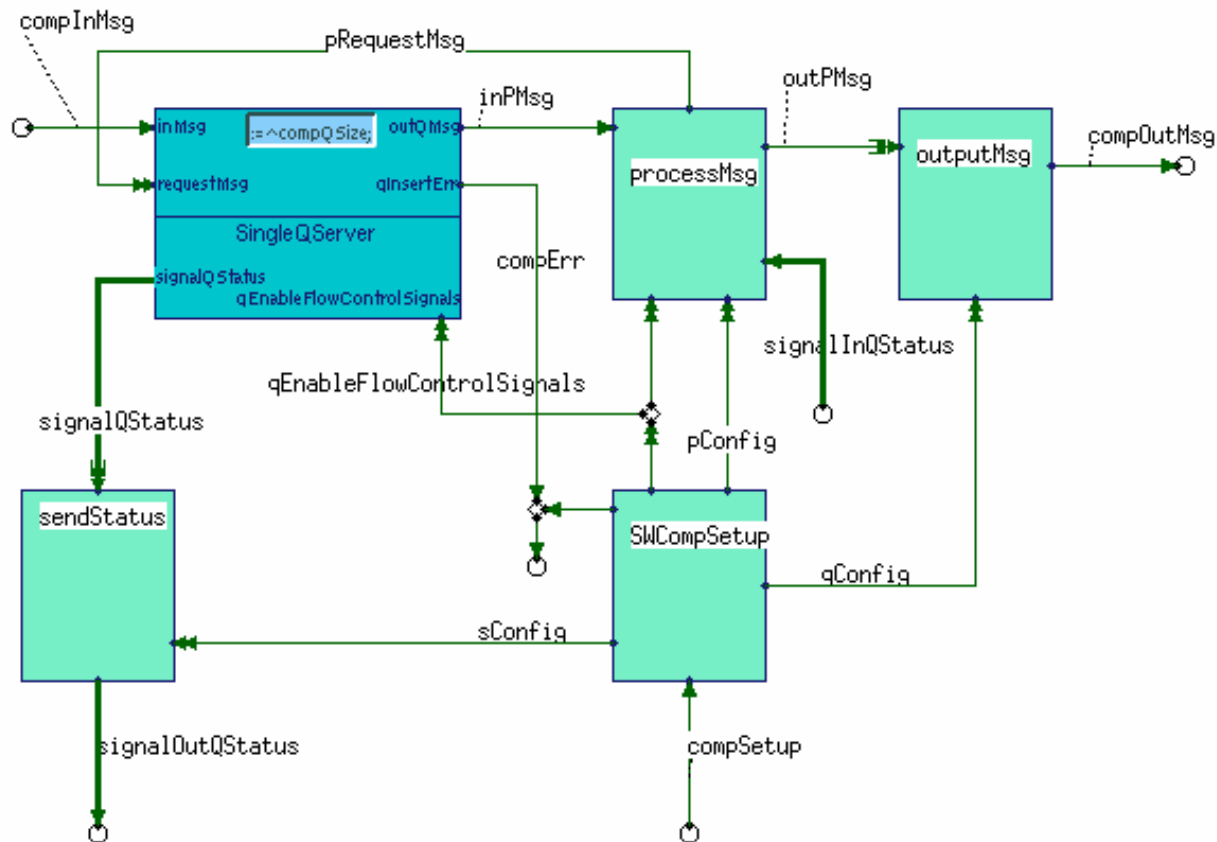 compInMsg
pRequestMsg
inPMsg
outPMsg
inMsg
:= ^compQSize;
outQMsg
compOutMsg
outputMsg
processMsg
requestMsg
qInsertErr
SingleQServer
compErr
signalQStatus
qEnableFlowControlSignals
signalInQStatus
qEnableFlowControlSignals
signalQStatus
pConfig
sendStatus
SWCompSetup
qConfig
sConfig
signalOutQStatus
compSetup